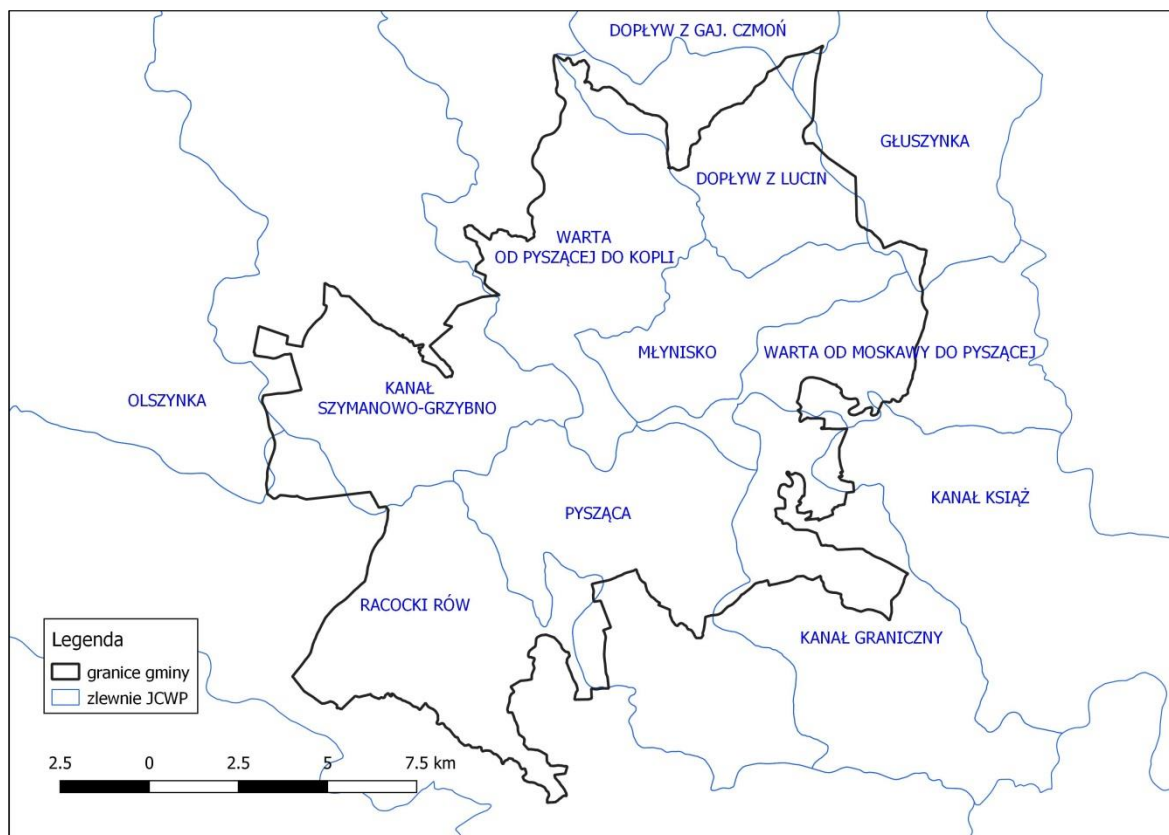 DOPŁYW Z GAJ. CZMOŃ
GŁUSZYNKA
DOPŁYW Z LUCIN
WARTA
OD PYSZĄCEJ DO KOPLI
MŁYNISKO
WARTA OD MOSKAWY DO PYSZĄCEJ
OLSZYNKA
KANAŁ
SZYMANOWO-GRZYBNO
KANAŁ KSIĄŻ
PYSZĄCA
RACOCKI RÓW
KANAŁ GRANICZNY
Legenda
granice gminy
zlewnie JCWP
2.5 0 2.5 5 7.5 km